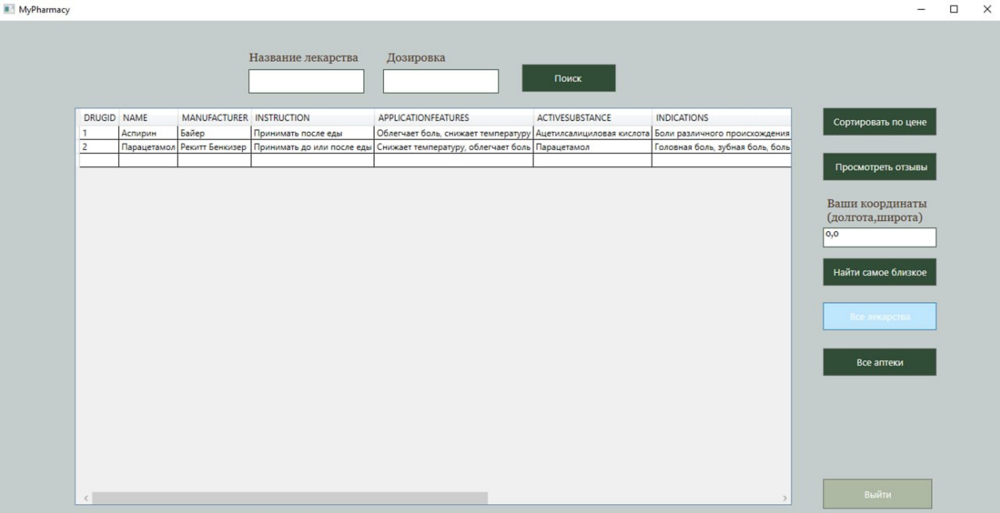 MyPharmacy
Название лекарства Дозировка
Поиск
DRUGID NAME MANUFACTURER INSTRUCTION APPLICATIONFEATURES ACTIVESUBSTANCE INDICATIONS
1 Аспирин Байер Принимать после еды Облегчает боль, снижает температуру Ацетилсалициловая кислота Боли различного происхождения
2 Парацетамол Рекитт Бенкизер Принимать до или после еды Снижает температуру, облегчает боль Парацетамол Головная боль, зубная боль, боль
Сортировать по цене
Просмотреть отзывы
Ваши координаты
(долгота,широта)
0,0
Найти самое близкое
Все лекарства
Все аптеки
Выйти